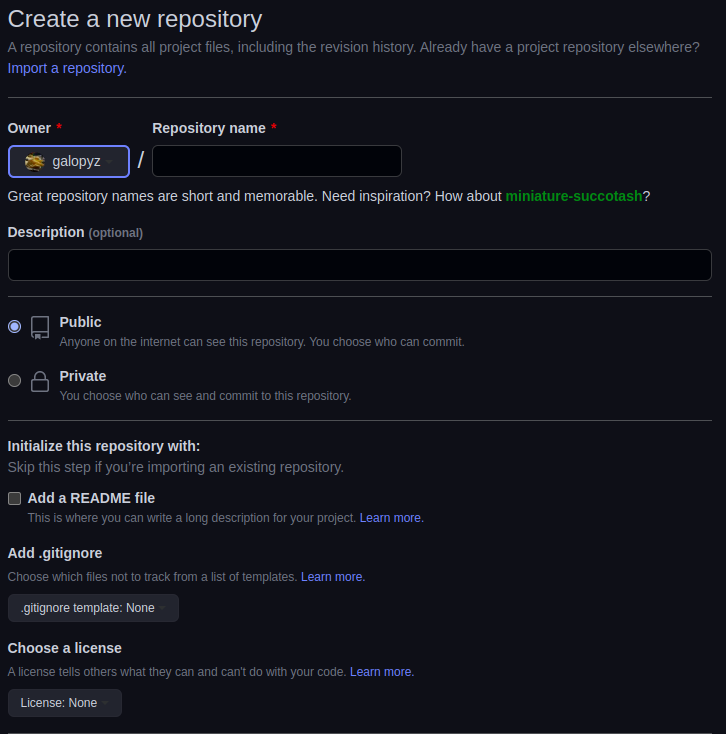 Create a new repository
A repository contains all project files, including the revision history. Already have a project repository elsewhere?
Import a repository.
Owner * Repository name *
galopyz /
Great repository names are short and memorable. Need inspiration? How about miniature-succotash?
Description (optional)
Public
Anyone on the internet can see this repository. You choose who can commit.
Private
You choose who can see and commit to this repository.
Initialize this repository with:
Skip this step if you're importing an existing repository.
Add a README file
This is where you can write a long description for your project. Learn more.
Add .gitignore
Choose which files not to track from a list of templates. Learn more.
.gitignore template: None
Choose a license
A license tells others what they can and can't do with your code. Learn more.
License: None